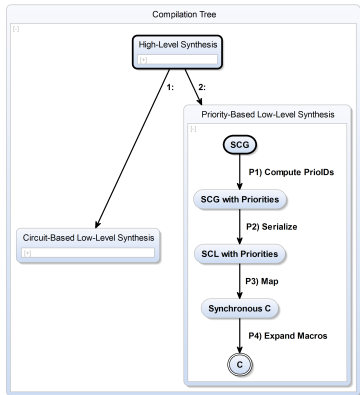 Compilation Tree
[-]
High-Level Synthesis
[+]
1:
2:
Priority-Based Low-Level Synthesis
[-]
SCG
P1) Compute PrioIDs
SCG with Priorities
P2) Serialize
Circuit-Based Low-Level Synthesis
[+]
SCL with Priorities
P3) Map
Synchronous C
P4) Expand Macros
C